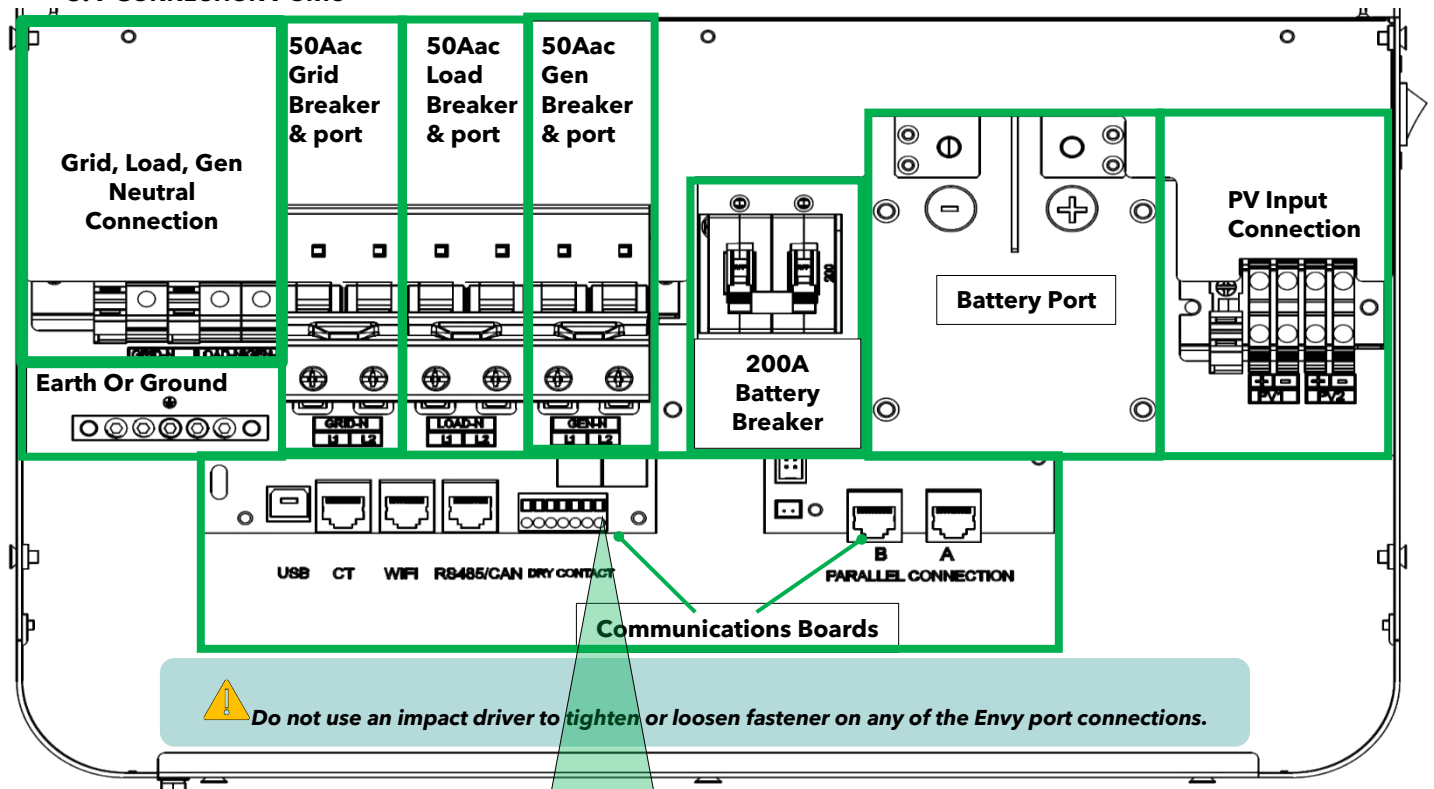 50Aac
Grid
Breaker
& port
50Aac
Load
Breaker
& port
50Aac
Gen
Breaker
& port
Grid, Load, Gen
Neutral
Connection
PV Input
Connection
Battery Port
200
200A
Battery
Breaker
Earth Or Ground
GRID-N
L1 L2
LOAD-N
L1 L2
GEN-N
L1 L2
+ - + -
PV1 PV2
USB CT WIFI RS485/CAN DRY CONTACT
B A
PARALLEL CONNECTION
Communications Boards
Do not use an impact driver to tighten or loosen fastener on any of the Envy port connections.